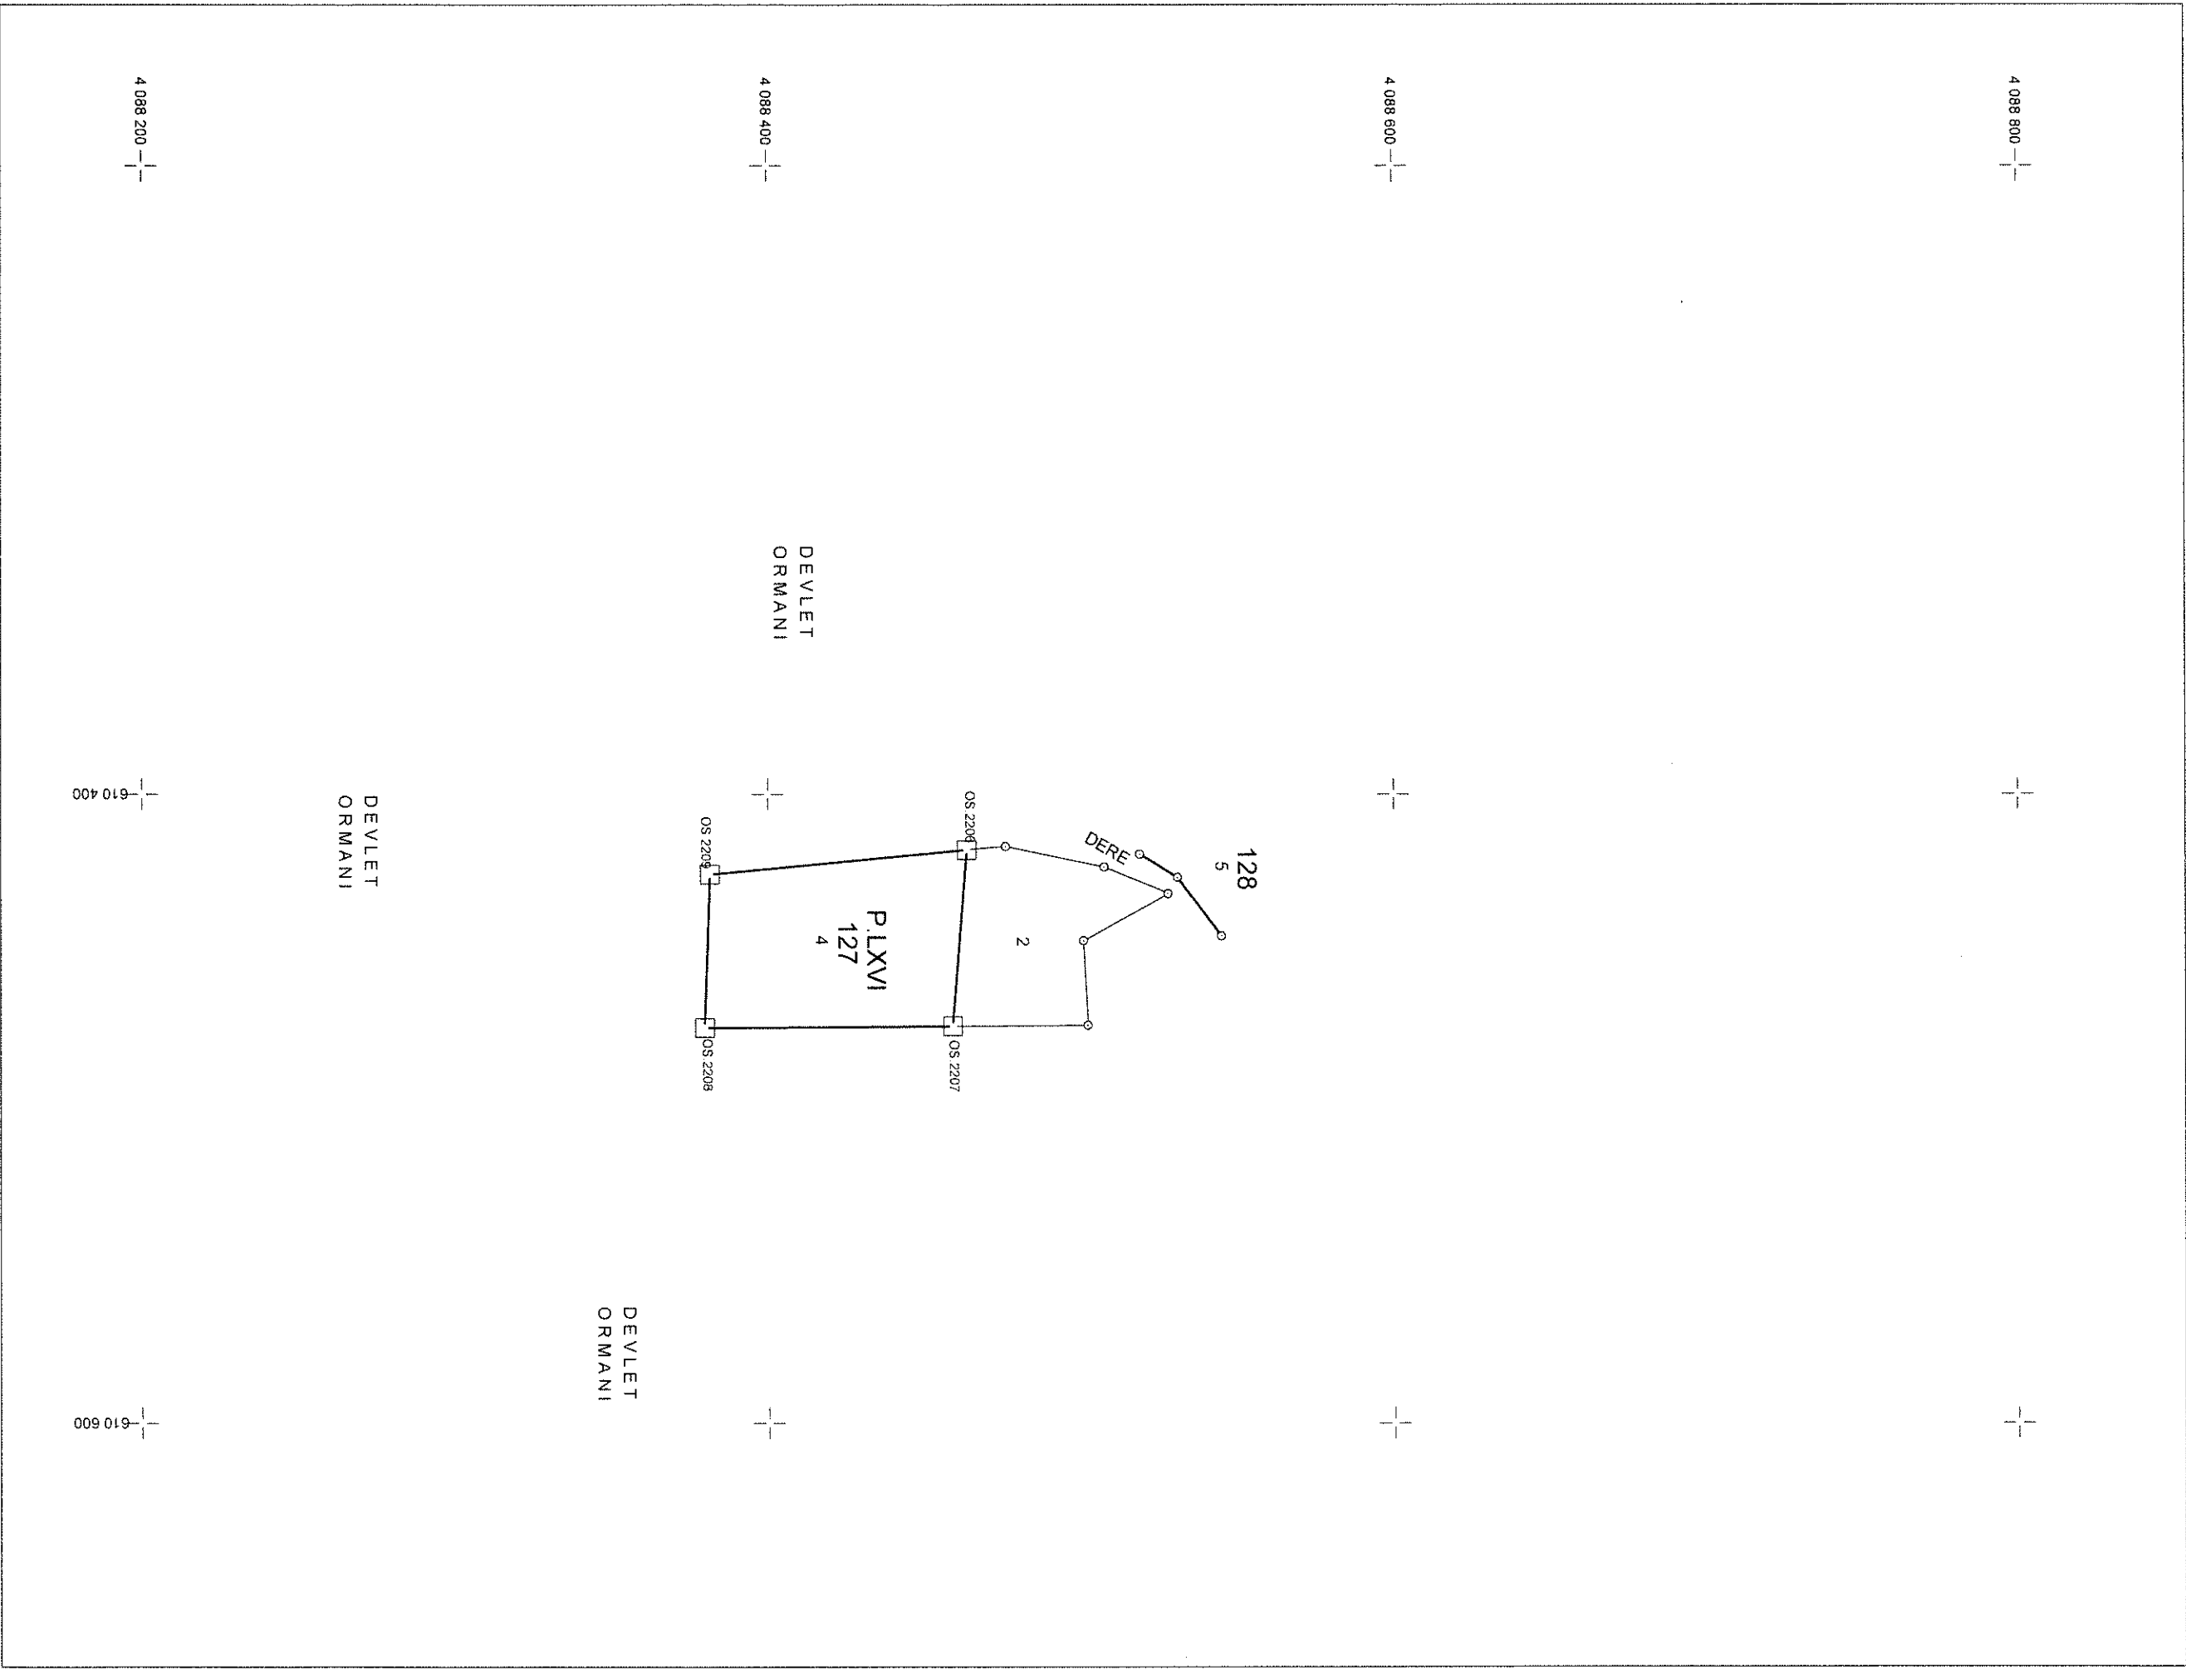 4 088 800
4 088 600
4 088 400
4 088 200
128
5
DERE
2
OS.2206
OS.2207
P.LXVI
127
4
OS.2209
OS.2208
DEVLET
ORMANI
DEVLET
ORMANI
DEVLET
ORMANI
610 400
610 600